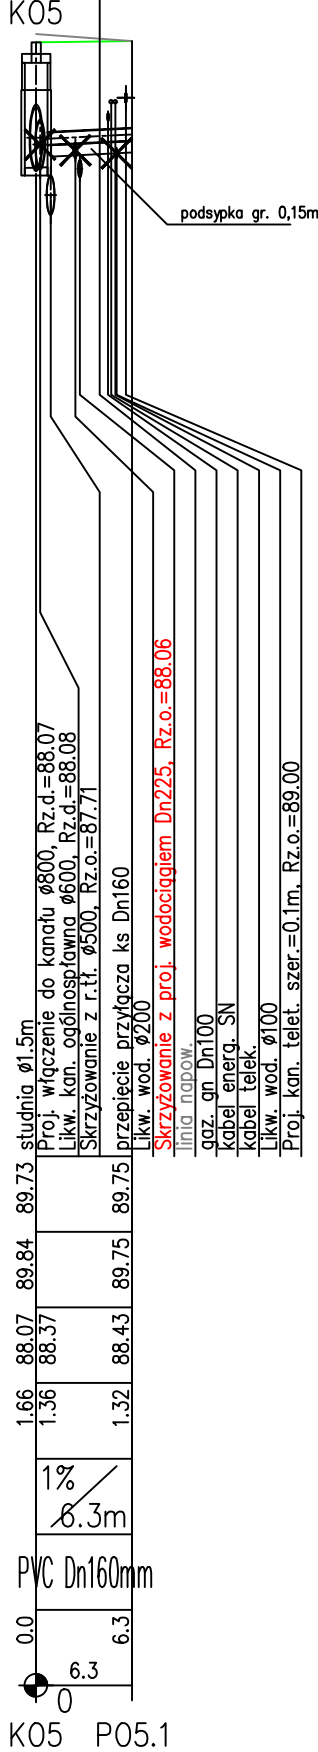 K05
podsypka gr. 0,15m
studnia ø1.5m
Proj. włączenie do kanału ø800, Rz.d.=88.07
Likw. kan. ogólnospławna ø600, Rz.d.=88.08
Skrzyżowanie z r.tł. ø500, Rz.o.=87.71
przepięcie przyłącza ks Dn160
Likw. wod. ø200
Skrzyżowanie z proj. wodociągiem Dn225, Rz.o.=88.06
linia napow.
gaz. gn Dn100
kabel energ. SN
kabel telek.
Likw. wod. ø100
Proj. kan. telet. szer.=0.1m, Rz.o.=89.00
89.73 89.75
89.84 89.75
88.07 88.37 88.43
1.66 1.36 1.32
1%
6.3m
PVC Dn160mm
0.0 6.3
6.3
0
K05 P05.1